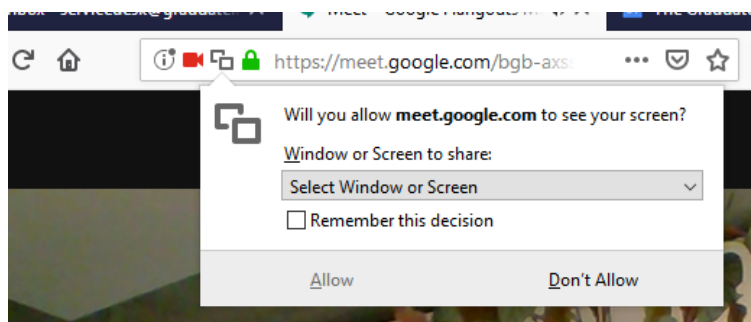 Meet - Google Hangouts M
https://meet.google.com/bgb-axs
Will you allow meet.google.com to see your screen?
Window or Screen to share:
Select Window or Screen
Remember this decision
Allow
Don't Allow